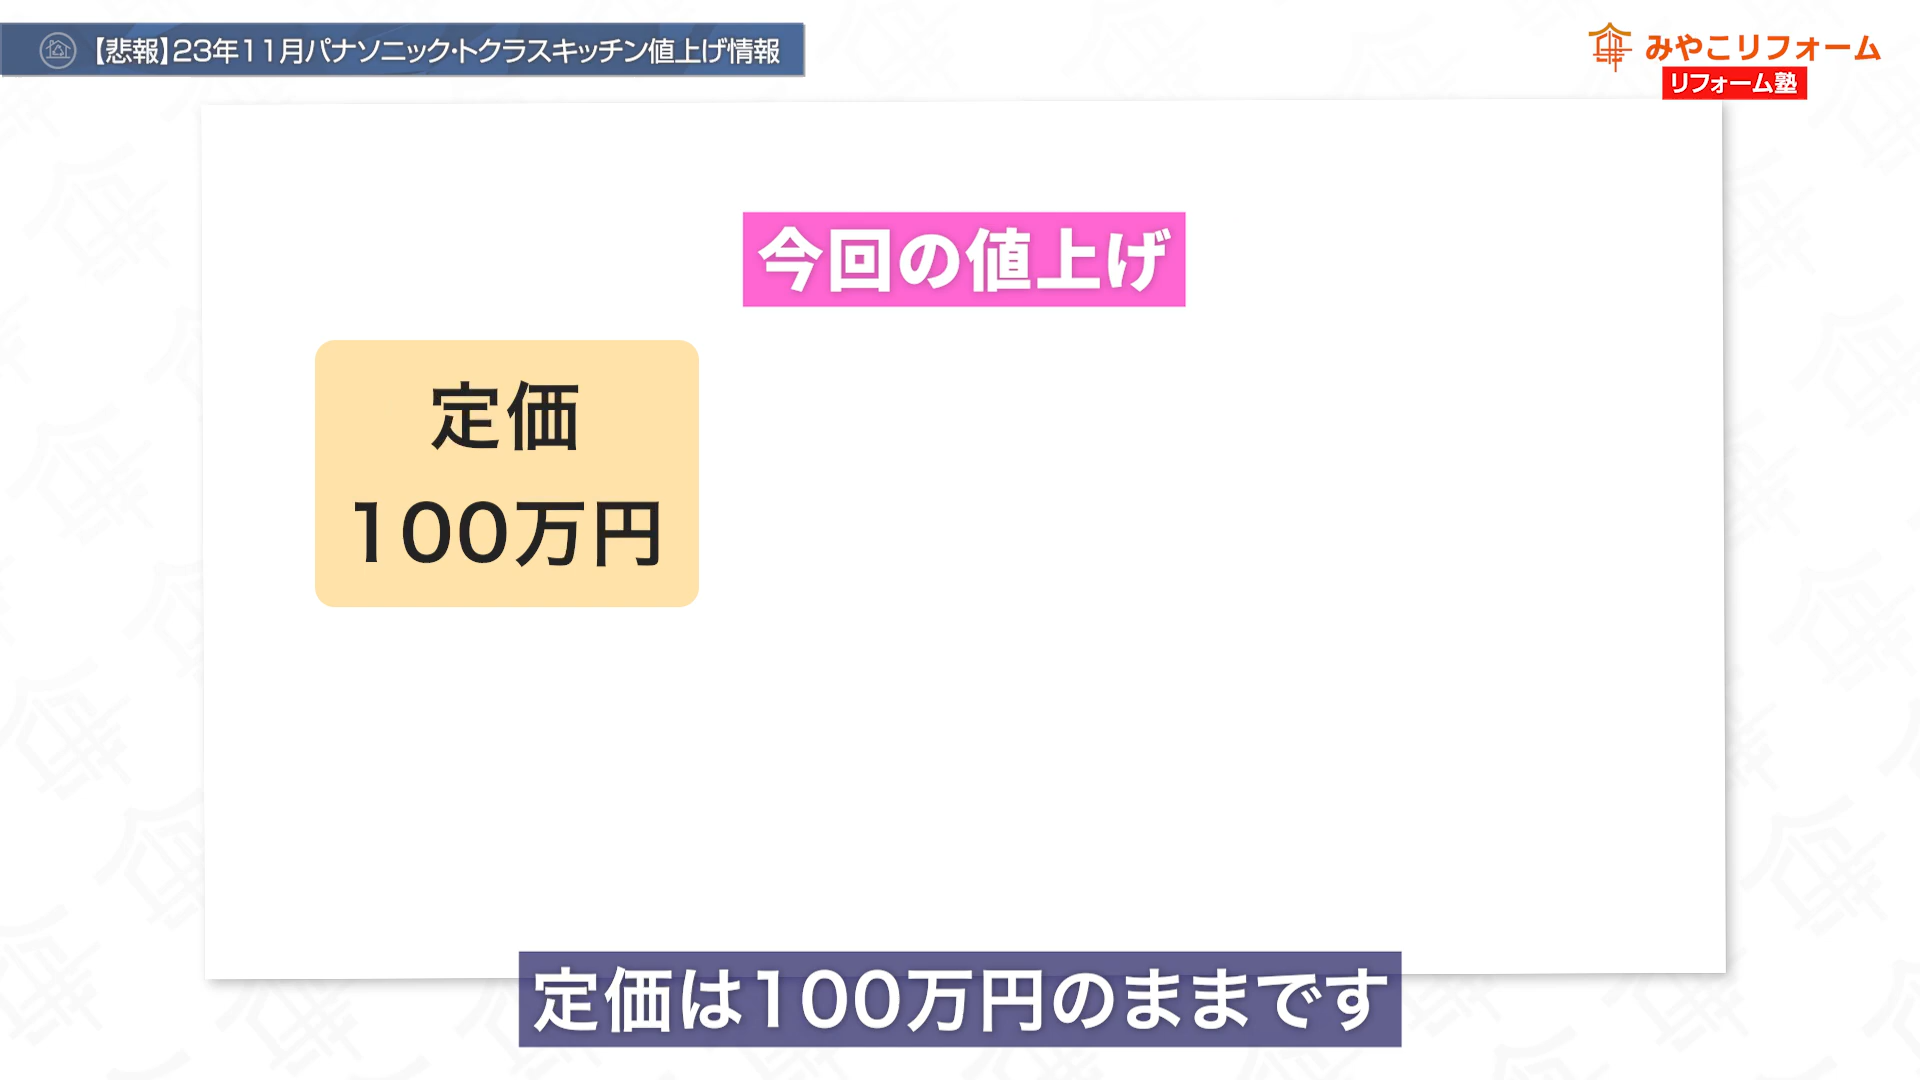 【悲報】23年11月パナソニック・トクラスキッチン値上げ情報
みやこリフォーム
リフォーム塾
今回の値上げ
定価
100万円
定価は100万円のままです